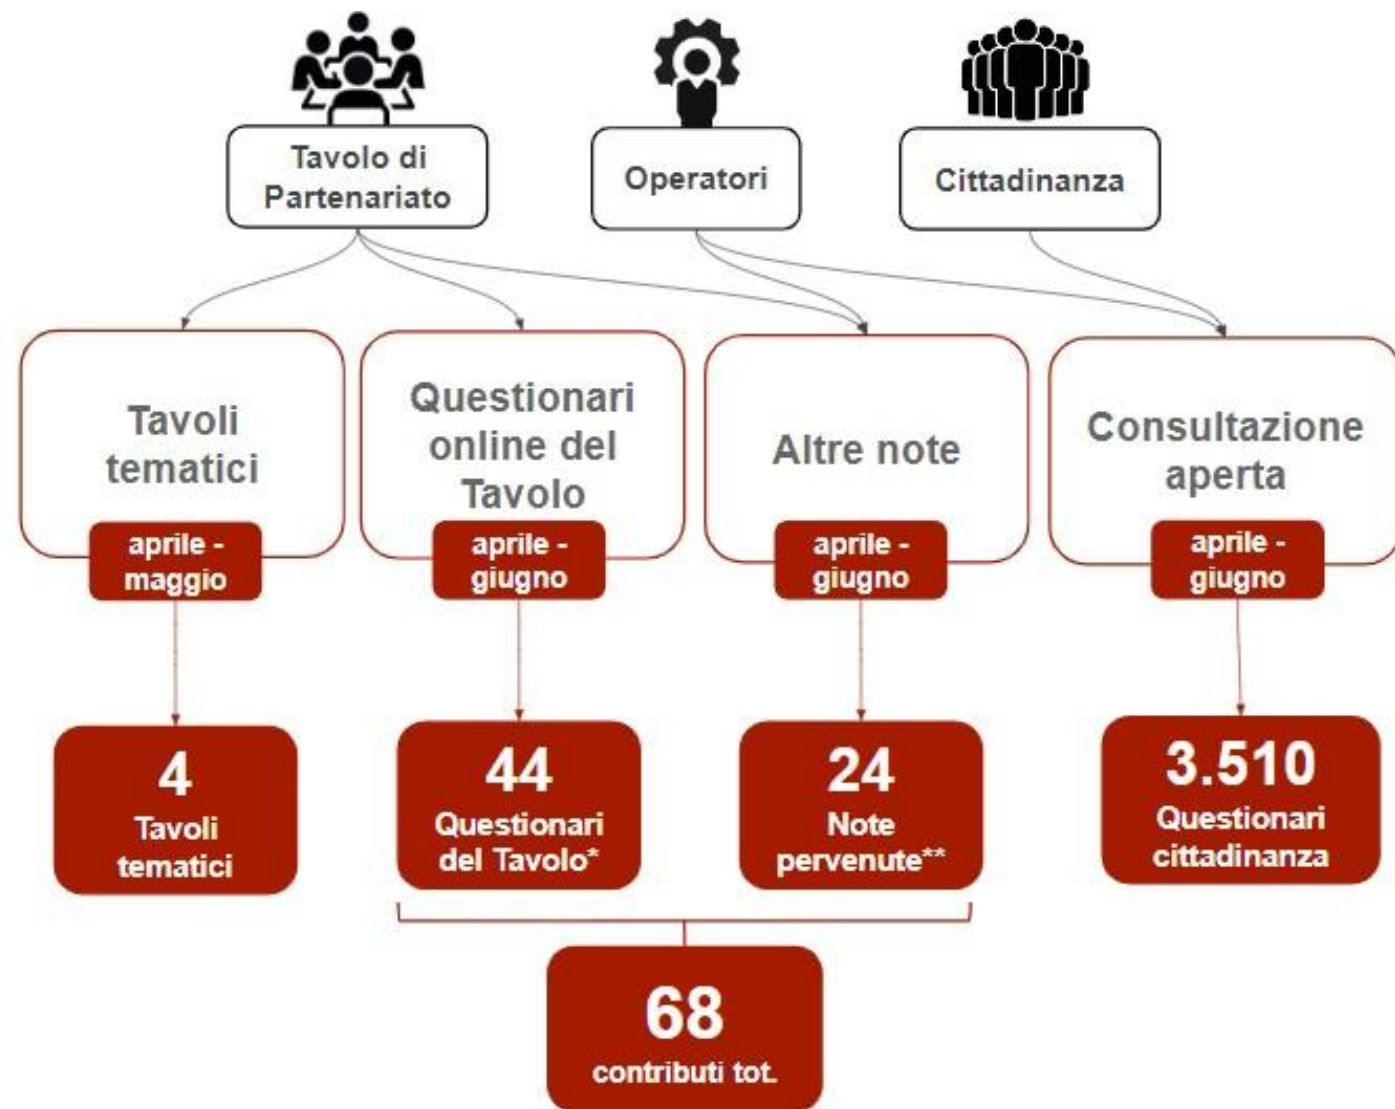 Tavolo di
Partenariato
Operatori
Cittadinanza
Tavoli
tematici
Questionari
online del
Tavolo
Altre note
Consultazione
aperta
aprile -
maggio
aprile -
giugno
aprile -
giugno
aprile -
giugno
4
Tavoli
tematici
44
Questionari
del Tavolo*
24
Note
pervenute**
3.510
Questionari
cittadinanza
68
contributi tot.